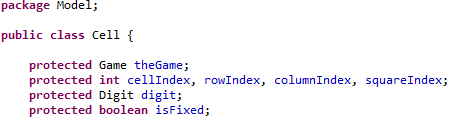 package Model;
public class Cell {
protected Game theGame;
protected int cellIndex, rowIndex, columnIndex, squareIndex;
protected Digit digit;
protected boolean isFixed;